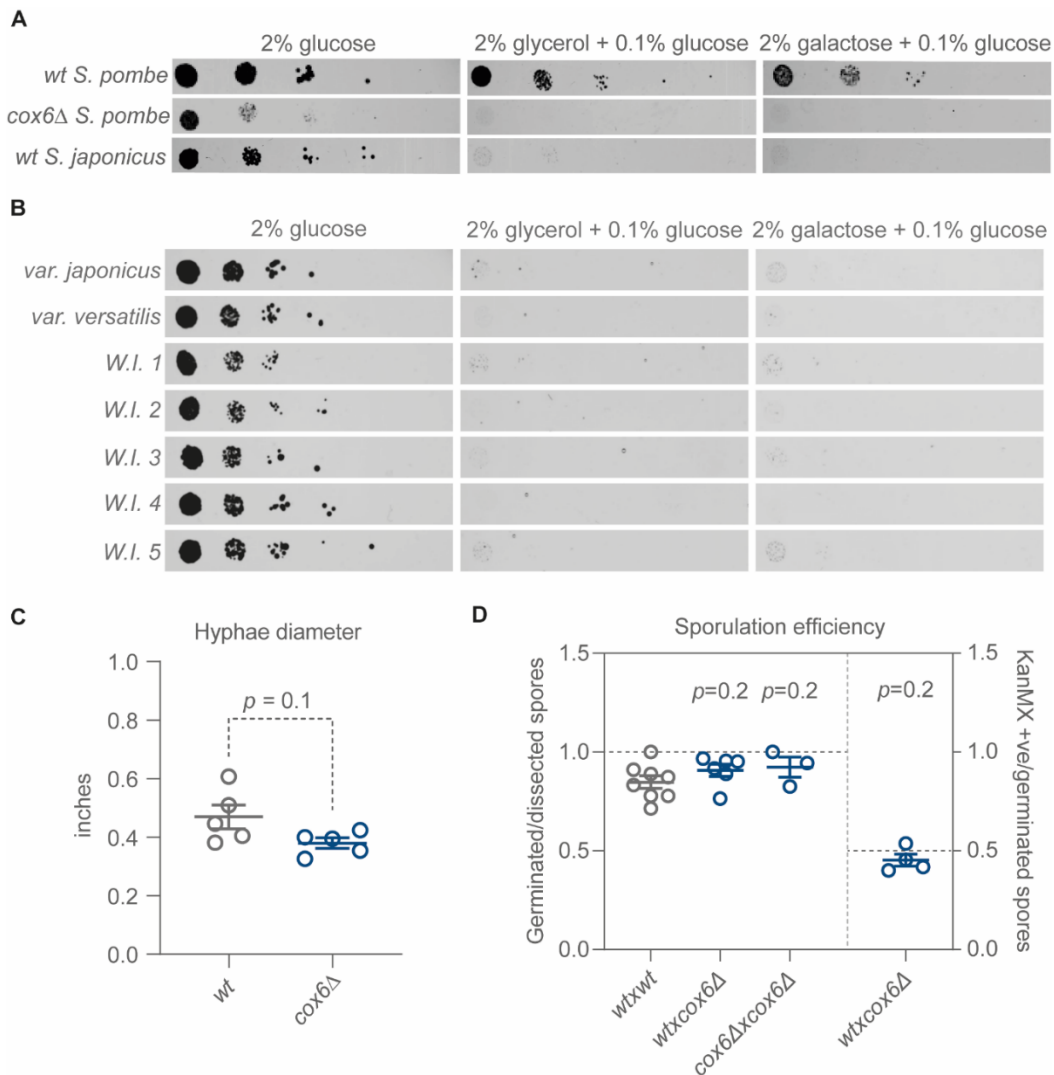 A
2% glucose
2% glycerol + 0.1% glucose
2% galactose + 0.1% glucose
wt S. pombe
cox6Δ S. pombe
wt S. japonicus
B
2% glucose
2% glycerol + 0.1% glucose
2% galactose + 0.1% glucose
var. japonicus
var. versatilis
W.I. 1
W.I. 2
W.I. 3
W.I. 4
W.I. 5
C
Hyphae diameter
inches
1.0
0.8
0.6
0.4
0.2
0.0
p = 0.1
wt
cox6Δ
D
Sporulation efficiency
Germinated/dissected spores
1.5
1.0
0.5
0.0
p=0.2
p=0.2
p=0.2
1.5
1.0
0.5
0.0
KanMX +ve/germinated spores
wtxwt
wtxcox6Δ
cox6Δxcox6Δ
wtxcox6Δ